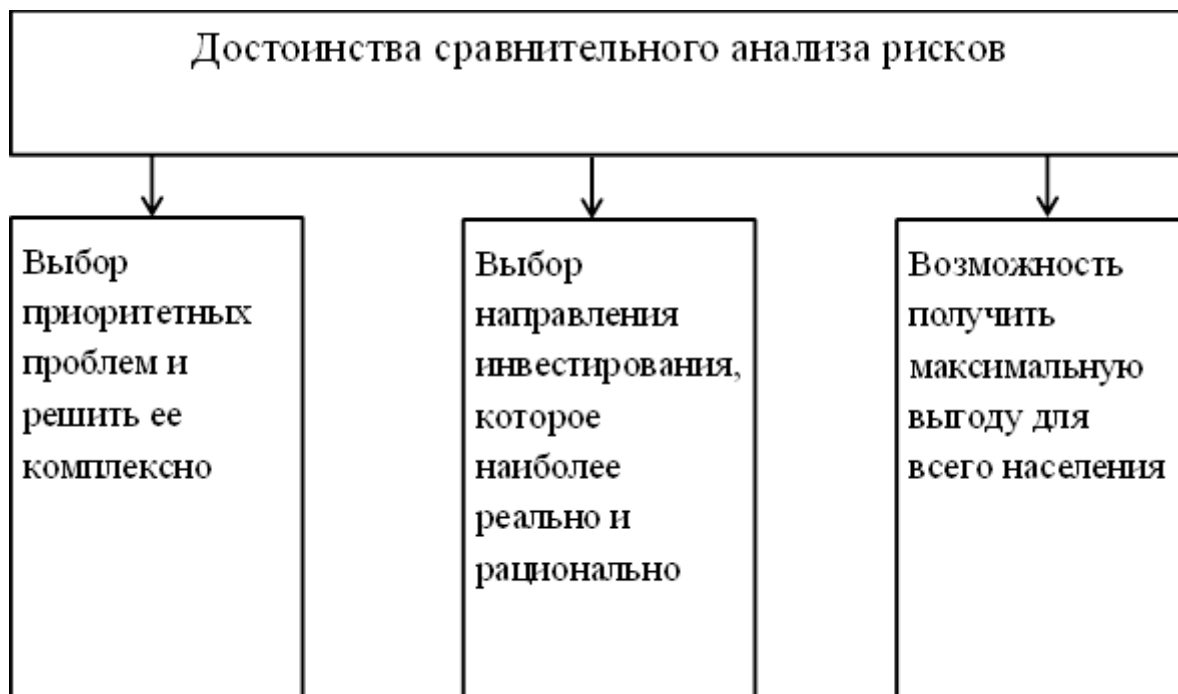 Достоинства сравнительного анализа рисков
Выбор
приоритетных
проблем и
решить ее
комплексно
Выбор
направления
инвестирования,
которое
наиболее
реально и
рационально
Возможность
получить
максимальную
выгоду для
всего населения